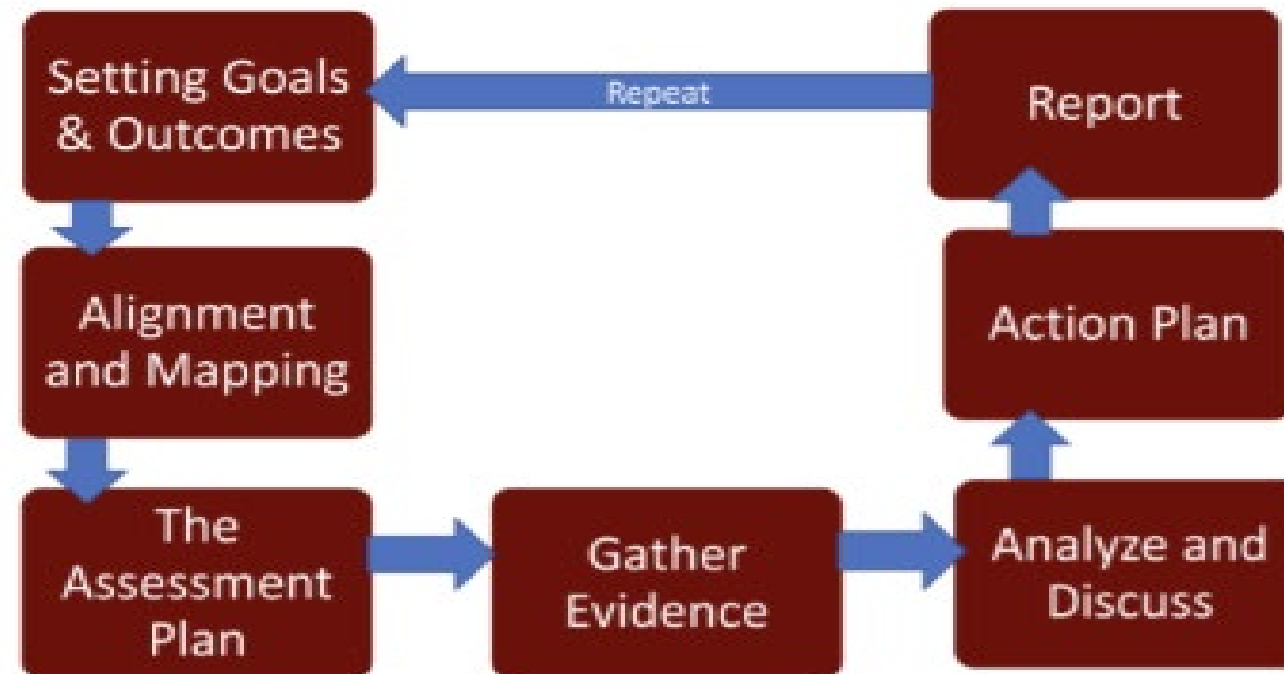 Setting Goals
& Outcomes
Repeat
Report
Alignment
and Mapping
Action Plan
The
Assessment
Plan
Gather
Evidence
Analyze and
Discuss